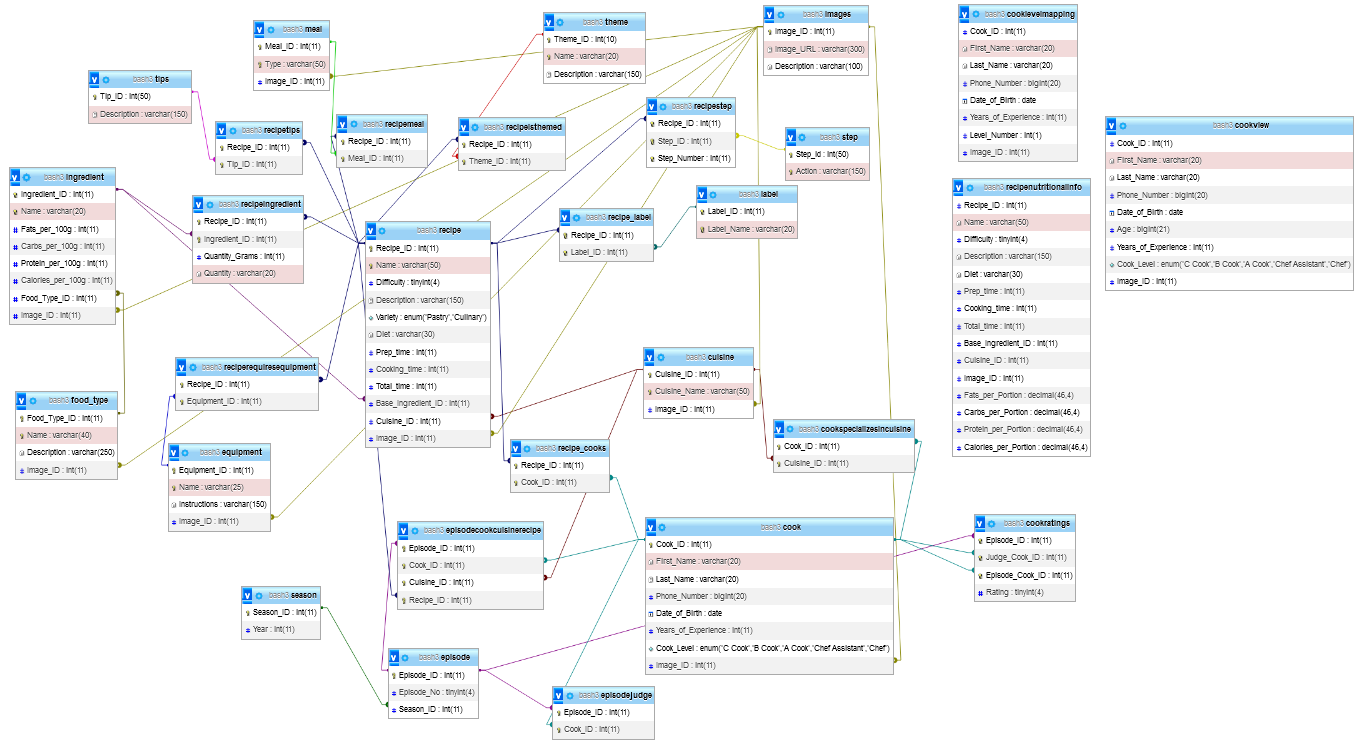 bash3 meal
Meal_ID : int(11)
Type : varchar(50)
Image_ID : int(11)
bash3 theme
Theme_ID : int(10)
Name : varchar(20)
Description : varchar(150)
bash3 images
Image_ID : int(11)
Image_URL : varchar(300)
Description : varchar(100)
bash3 cooklevelmapping
Cook_ID : int(11)
First_Name : varchar(20)
Last_Name : varchar(20)
Phone_Number : bigint(20)
Date_of_Birth : date
Years_of_Experience : int(11)
Level_Number : int(1)
Image_ID : int(11)
bash3 tips
Tip_ID : int(50)
Description : varchar(150)
bash3 recipetips
Recipe_ID : int(11)
Tip_ID : int(11)
bash3 recipemeal
Recipe_ID : int(11)
Meal_ID : int(11)
bash3 recipeisthemed
Recipe_ID : int(11)
Theme_ID : int(11)
bash3 recipestep
Recipe_ID : int(11)
Step_ID : int(11)
Step_Number : int(11)
bash3 step
Step_id : int(50)
Action : varchar(150)
bash3 cookview
Cook_ID : int(11)
First_Name : varchar(20)
Last_Name : varchar(20)
Phone_Number : bigint(20)
Date_of_Birth : date
Age : bigint(21)
Years_of_Experience : int(11)
Cook_Level : enum('C Cook','B Cook','A Cook','Chef Assistant','Chef')
Image_ID : int(11)
bash3 ingredient
Ingredient_ID : int(11)
Name : varchar(20)
Fats_per_100g : int(11)
Carbs_per_100g : int(11)
Protein_per_100g : int(11)
Calories_per_100g : int(11)
Food_Type_ID : int(11)
Image_ID : int(11)
bash3 recipeingredient
Recipe_ID : int(11)
Ingredient_ID : int(11)
Quantity_Grams : int(11)
Quantity : varchar(20)
bash3 recipe
Recipe_ID : int(11)
Name : varchar(50)
Difficulty : tinyint(4)
Description : varchar(150)
Variety : enum('Pastry','Culinary')
Diet : varchar(30)
Prep_time : int(11)
Cooking_time : int(11)
Total_time : int(11)
Base_Ingredient_ID : int(11)
Cuisine_ID : int(11)
Image_ID : int(11)
bash3 recipe_label
Recipe_ID : int(11)
Label_ID : int(11)
bash3 label
Label_ID : int(11)
Label_Name : varchar(20)
bash3 recipenutritionalinfo
Recipe_ID : int(11)
Name : varchar(50)
Difficulty : tinyint(4)
Description : varchar(150)
Diet : varchar(30)
Prep_time : int(11)
Cooking_time : int(11)
Total_time : int(11)
Base_Ingredient_ID : int(11)
Cuisine_ID : int(11)
Image_ID : int(11)
Fats_per_Portion : decimal(46,4)
Carbs_per_Portion : decimal(46,4)
Protein_per_Portion : decimal(46,4)
Calories_per_Portion : decimal(46,4)
bash3 reciperequiresequipment
Recipe_ID : int(11)
Equipment_ID : int(11)
bash3 cuisine
Cuisine_ID : int(11)
Cuisine_Name : varchar(50)
Image_ID : int(11)
bash3 food_type
Food_Type_ID : int(11)
Name : varchar(40)
Description : varchar(250)
Image_ID : int(11)
bash3 equipment
Equipment_ID : int(11)
Name : varchar(25)
Instructions : varchar(150)
Image_ID : int(11)
bash3 recipe_cooks
Recipe_ID : int(11)
Cook_ID : int(11)
bash3 cookspecializesincuisine
Cook_ID : int(11)
Cuisine_ID : int(11)
bash3 episodecookcuisinerecipe
Episode_ID : int(11)
Cook_ID : int(11)
Cuisine_ID : int(11)
Recipe_ID : int(11)
bash3 cook
Cook_ID : int(11)
First_Name : varchar(20)
Last_Name : varchar(20)
Phone_Number : bigint(20)
Date_of_Birth : date
Years_of_Experience : int(11)
Cook_Level : enum('C Cook','B Cook','A Cook','Chef Assistant','Chef')
Image_ID : int(11)
bash3 cookratings
Episode_ID : int(11)
Judge_Cook_ID : int(11)
Episode_Cook_ID : int(11)
Rating : tinyint(4)
bash3 season
Season_ID : int(11)
Year : int(11)
bash3 episode
Episode_ID : int(11)
Episode_No : tinyint(4)
Season_ID : int(11)
bash3 episodejudge
Episode_ID : int(11)
Cook_ID : int(11)